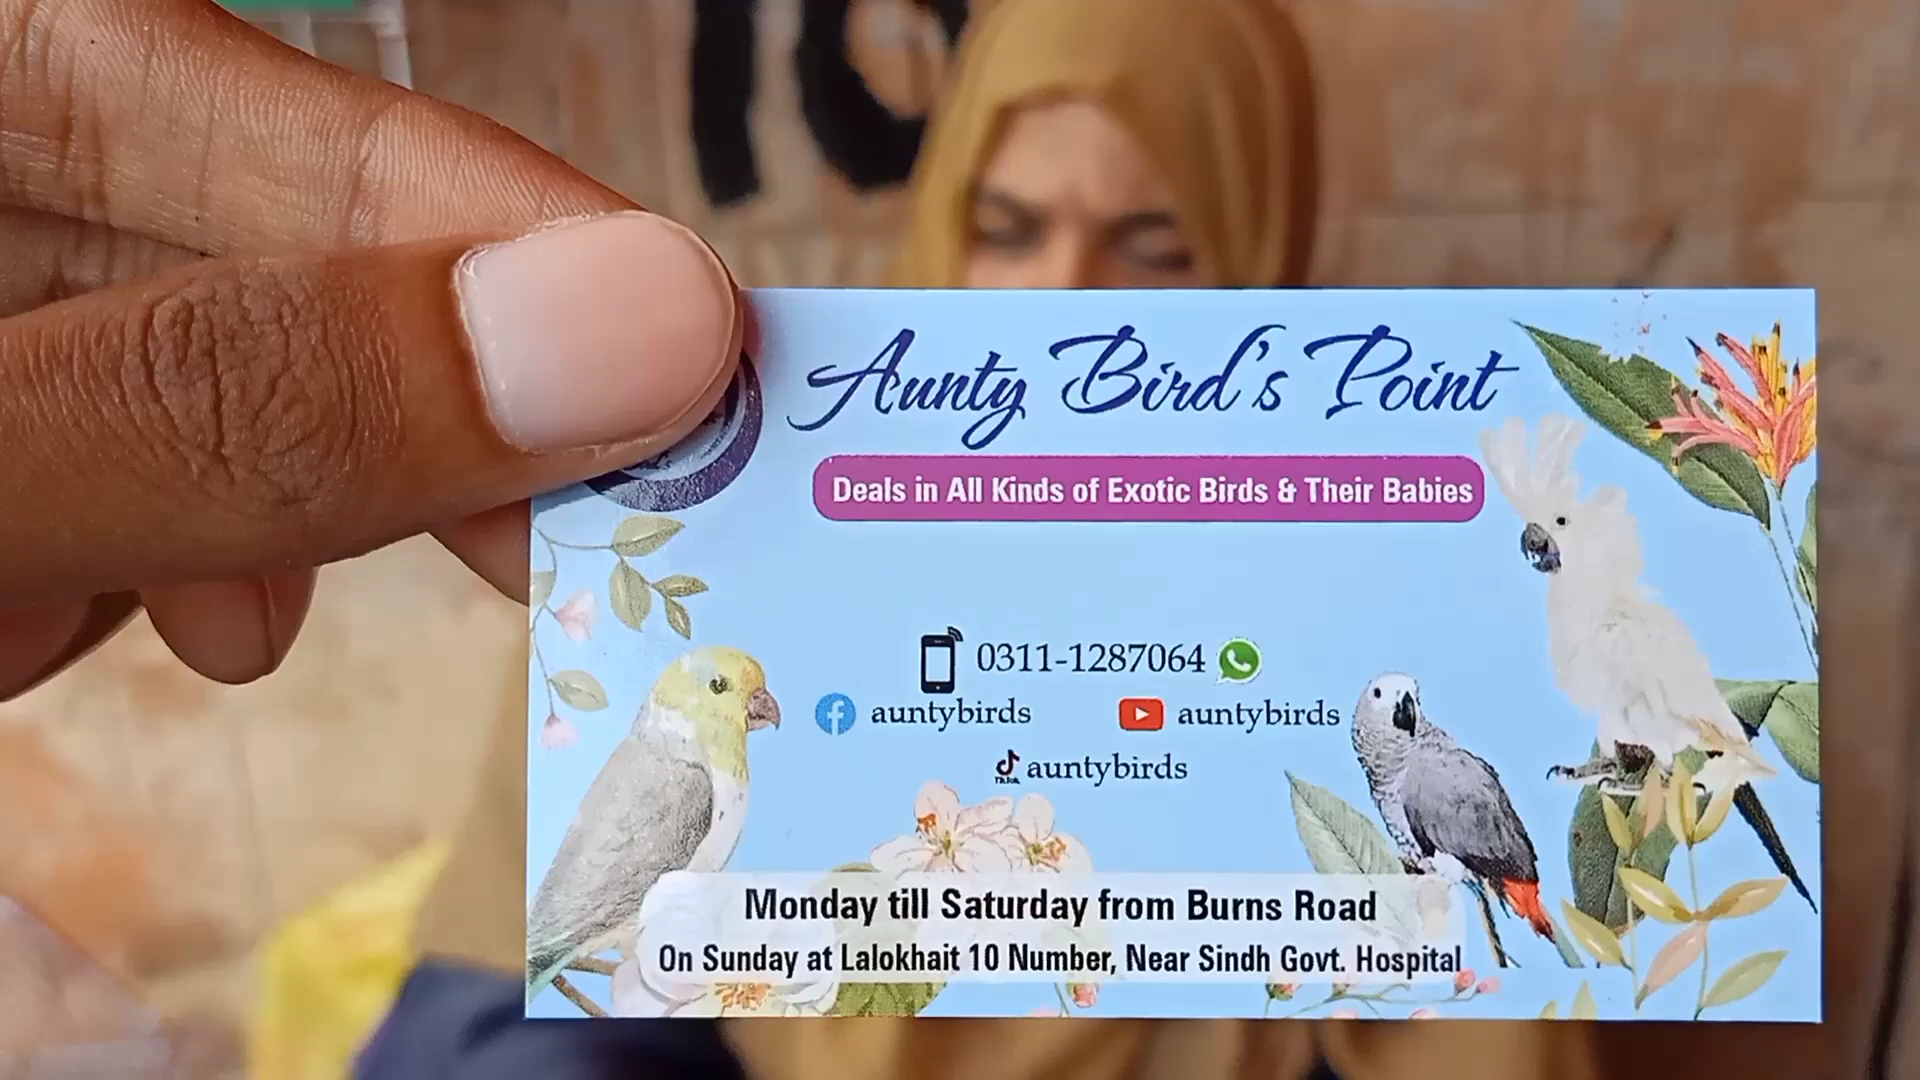 Aunty Bird's Point
Deals in All Kinds of Exotic Birds & Their Babies
0311-1287064
auntybirds
auntybirds
auntybirds
Monday till Saturday from Burns Road
On Sunday at Lalokhait 10 Number, Near Sindh Govt. Hospital